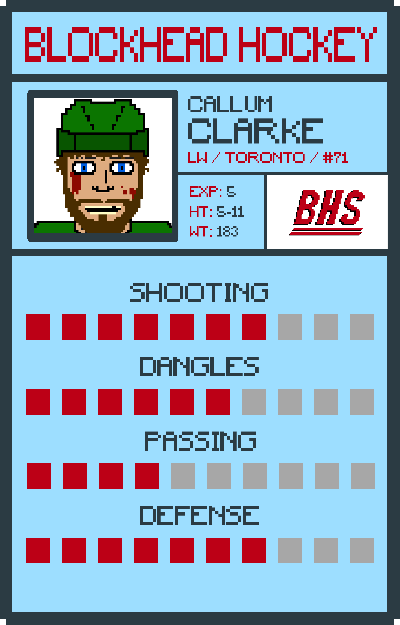 BLOCKHEAD HOCKEY
CALLUM
CLARKE
LW / TORONTO / #71
EXP: 5
HT: 5-11
WT: 183
BHS
SHOOTING
DANGLES
PASSING
DEFENSE